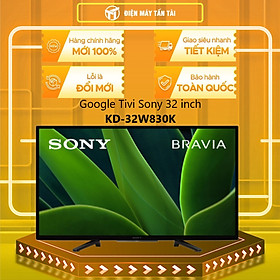 ĐIỆN MÁY TẤN TÀI
Hàng chính hãng
MỚI 100%
Giao siêu nhanh
TIẾT KIỆM
Lỗi là
ĐỔI MỚI
Bảo hành
TOÀN QUỐC
Google Tivi Sony 32 inch
KD-32W830K
SONY
BRAVIA